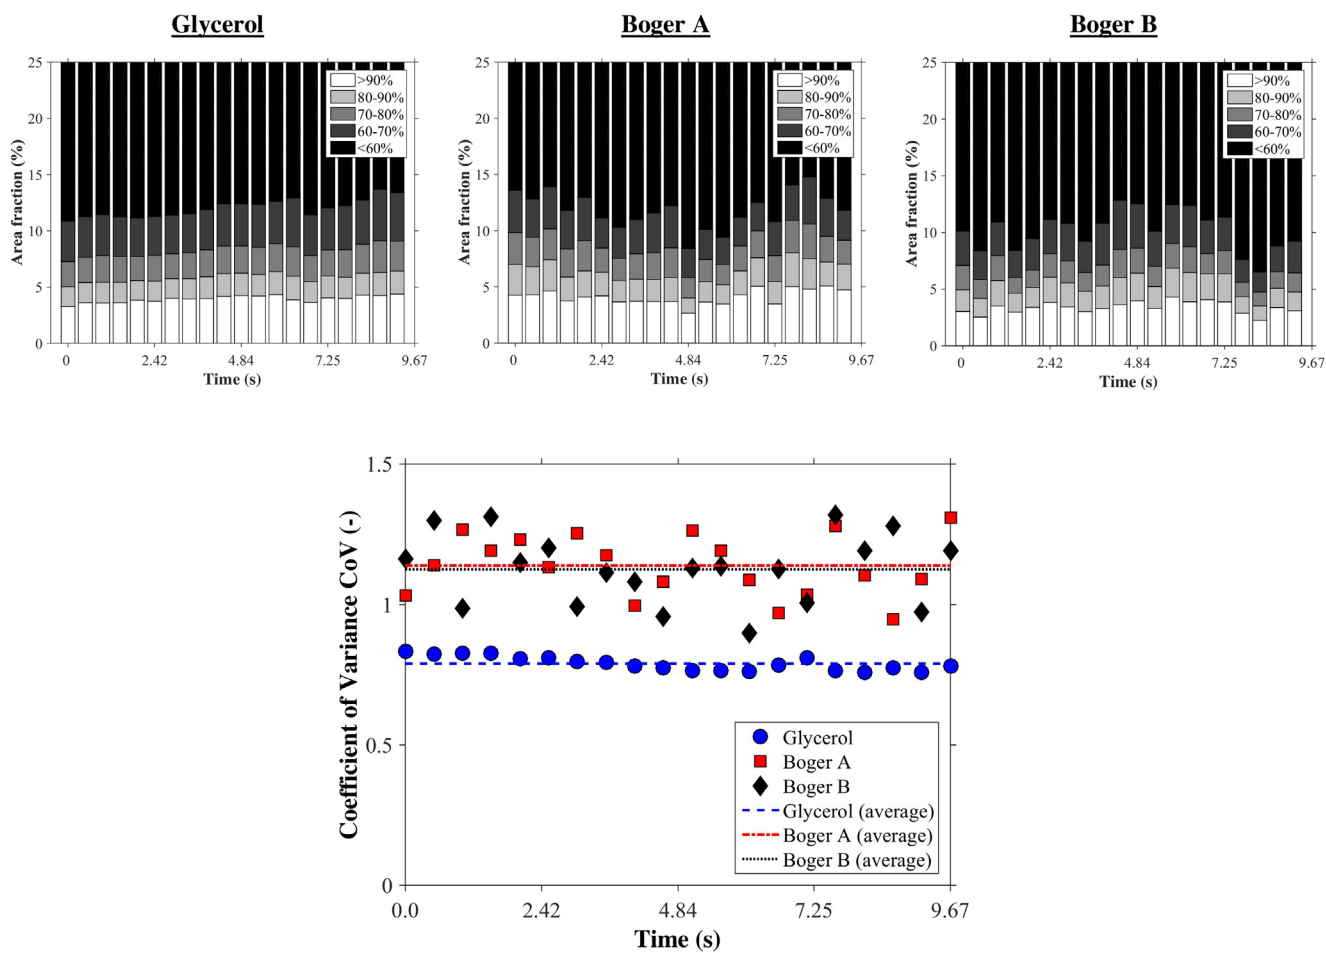 Glycerol
Boger A
Boger B
25
20
15
10
5
0
Area fraction (%)
>90%
80-90%
70-80%
60-70%
<60%
0 2.42 4.84 7.25 9.67
Time (s)
25
20
15
10
5
0
Area fraction (%)
>90%
80-90%
70-80%
60-70%
<60%
0 2.42 4.84 7.25 9.67
Time (s)
25
20
15
10
5
0
Area fraction (%)
>90%
80-90%
70-80%
60-70%
<60%
0 2.42 4.84 7.25 9.67
Time (s)
1.5
1
0.5
0
Coefficient of Variance CoV (-)
Glycerol
Boger A
Boger B
Glycerol (average)
Boger A (average)
Boger B (average)
0.0 2.42 4.84 7.25 9.67
Time (s)